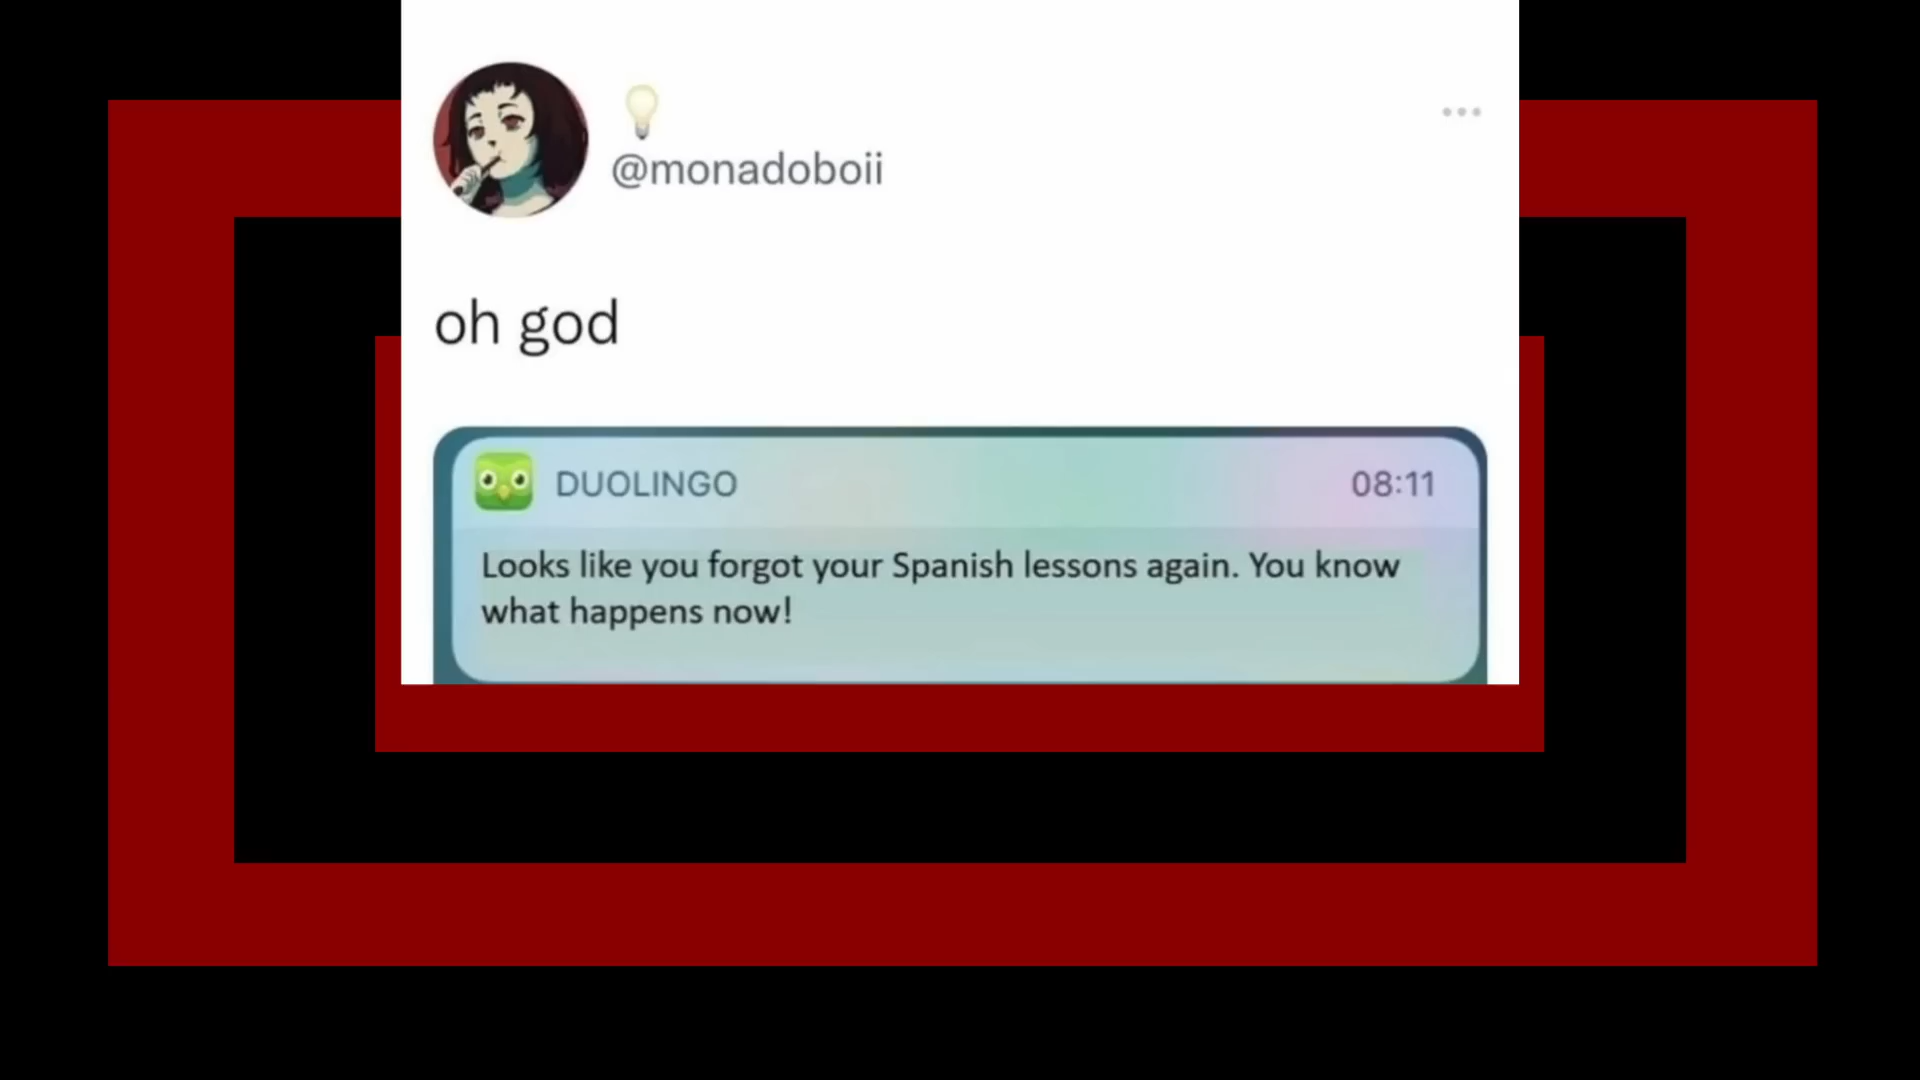 @monadoboii
oh god
DUOLINGO 08:11
Looks like you forgot your Spanish lessons again. You know
what happens now!